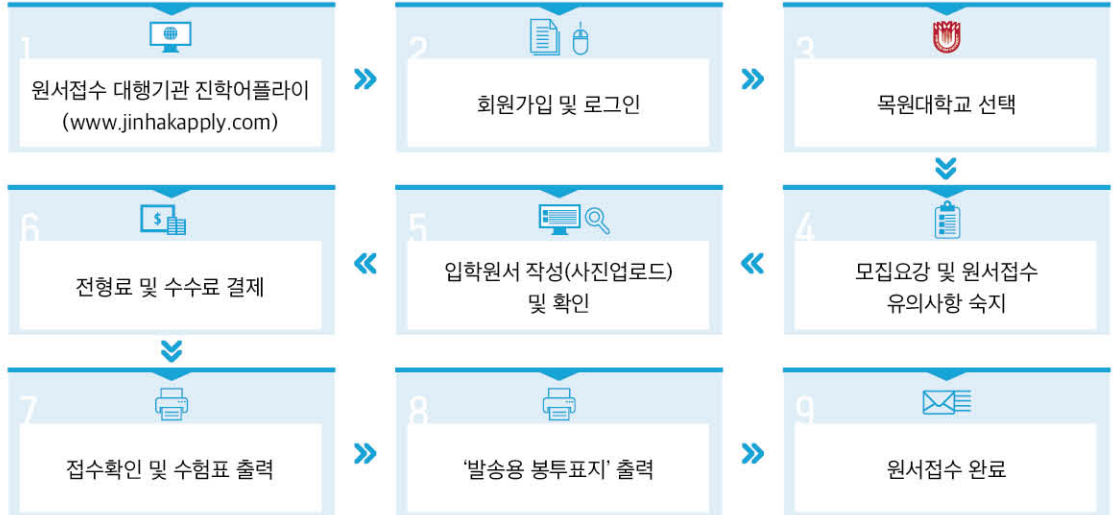 1
원서접수 대행기관 진학어플라이
(www.jinhakapply.com)
2
회원가입 및 로그인
3
목원대학교 선택
4
모집요강 및 원서접수
유의사항 숙지
5
입학원서 작성(사진업로드)
및 확인
6
$
전형료 및 수수료 결제
7
접수확인 및 수험표 출력
8
‘발송용 봉투표지’ 출력
9
원서접수 완료